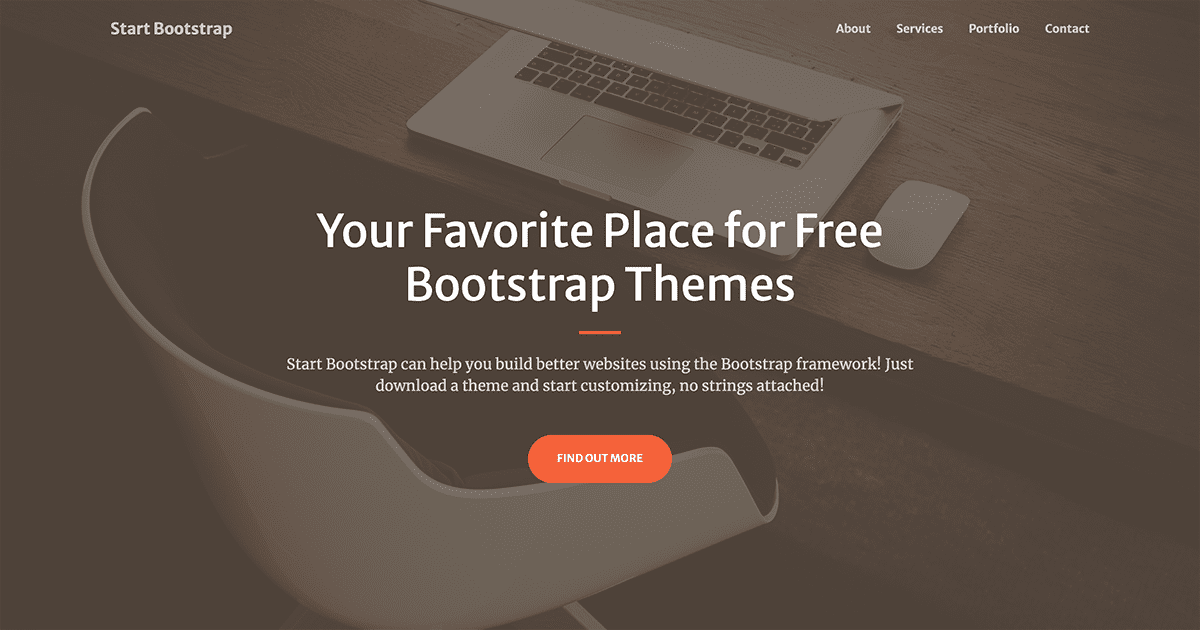 Start Bootstrap
About Services Portfolio Contact
Your Favorite Place for Free
Bootstrap Themes
Start Bootstrap can help you build better websites using the Bootstrap framework! Just
download a theme and start customizing, no strings attached!
FIND OUT MORE